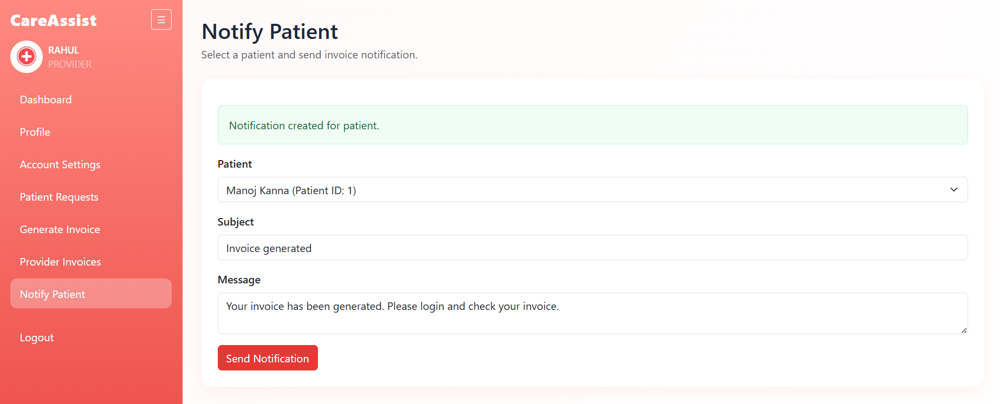 CareAssist
☰
RAHUL
PROVIDER
Dashboard
Profile
Account Settings
Patient Requests
Generate Invoice
Provider Invoices
Notify Patient
Logout
Notify Patient
Select a patient and send invoice notification.
Notification created for patient.
Patient
Manoj Kanna (Patient ID: 1)
Subject
Invoice generated
Message
Your invoice has been generated. Please login and check your invoice.
Send Notification